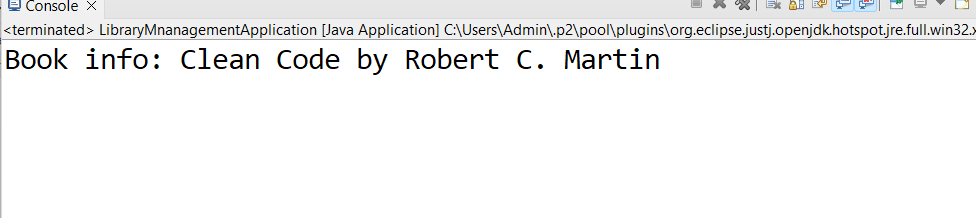 Console
<terminated> LibraryMnanagementApplication [Java Application] C:\Users\Admin\.p2\pool\plugins\org.eclipse.justj.openjdk.hotspot.jre.full.win32.x
Book info: Clean Code by Robert C. Martin